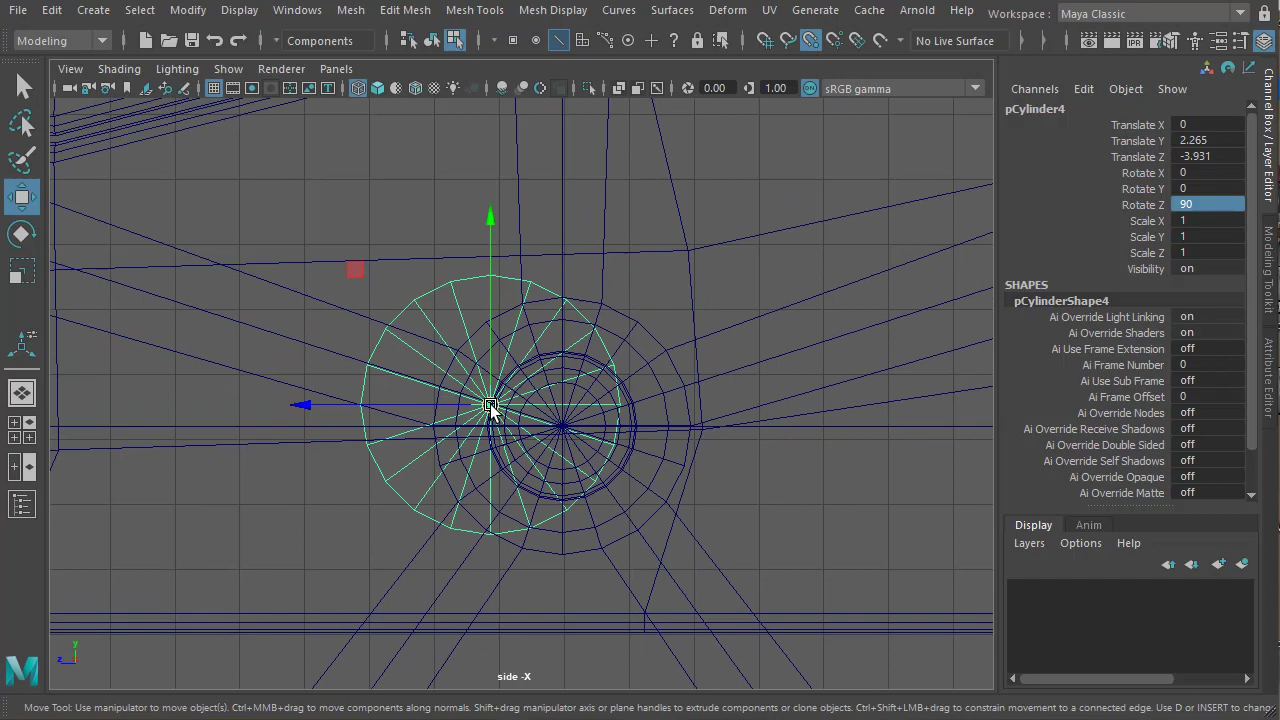 File Edit Create Select Modify Display Windows Mesh Edit Mesh Mesh Tools Mesh Display Curves Surfaces Deform UV Generate Cache Arnold Help Workspace : Maya Classic
Modeling Components No Live Surface
View Shading Lighting Show Renderer Panels
0.00 1.00 ON sRGB gamma
Channels Edit Object Show
pCylinder4
Translate X 0
Translate Y 2.265
Translate Z -3.931
Rotate X 0
Rotate Y 0
Rotate Z 90
Scale X 1
Scale Y 1
Scale Z 1
Visibility on
SHAPES
pCylinderShape4
Ai Override Light Linking on
Ai Override Shaders on
Ai Use Frame Extension off
Ai Frame Number 0
Ai Use Sub Frame off
Ai Frame Offset 0
Ai Override Nodes off
Ai Override Receive Shadows off
Ai Override Double Sided off
Ai Override Self Shadows off
Ai Override Opaque off
Ai Override Matte off
Channel Box / Layer Editor
Modeling Toolkit
Attribute Editor
Display Anim
Layers Options Help
y
z
side -X
Move Tool: Use manipulator to move object(s). Ctrl+MMB+drag to move components along normals. Shift+drag manipulator axis or plane handles to extrude components or clone objects. Ctrl+Shift+LMB+drag to constrain movement to a connected edge. Use D or INSERT to chan